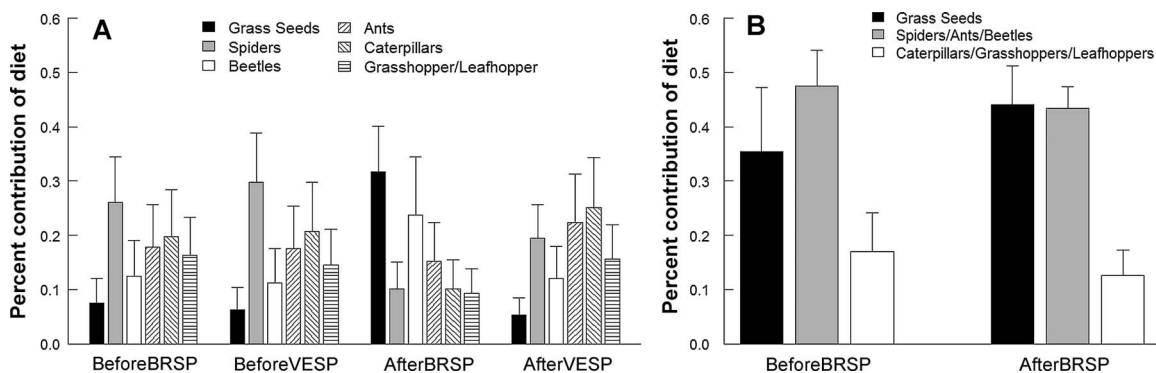 A
Percent contribution of diet
0.6
0.5
0.4
0.3
0.2
0.1
0.0
Grass Seeds
Spiders
Beetles
Ants
Caterpillars
Grasshopper/Leafhopper
BeforeBRSP
BeforeVESP
AfterBRSP
AfterVESP
B
Percent contribution of diet
0.6
0.5
0.4
0.3
0.2
0.1
0.0
Grass Seeds
Spiders/Ants/Beetles
Caterpillars/Grasshoppers/Leafhoppers
BeforeBRSP
AfterBRSP